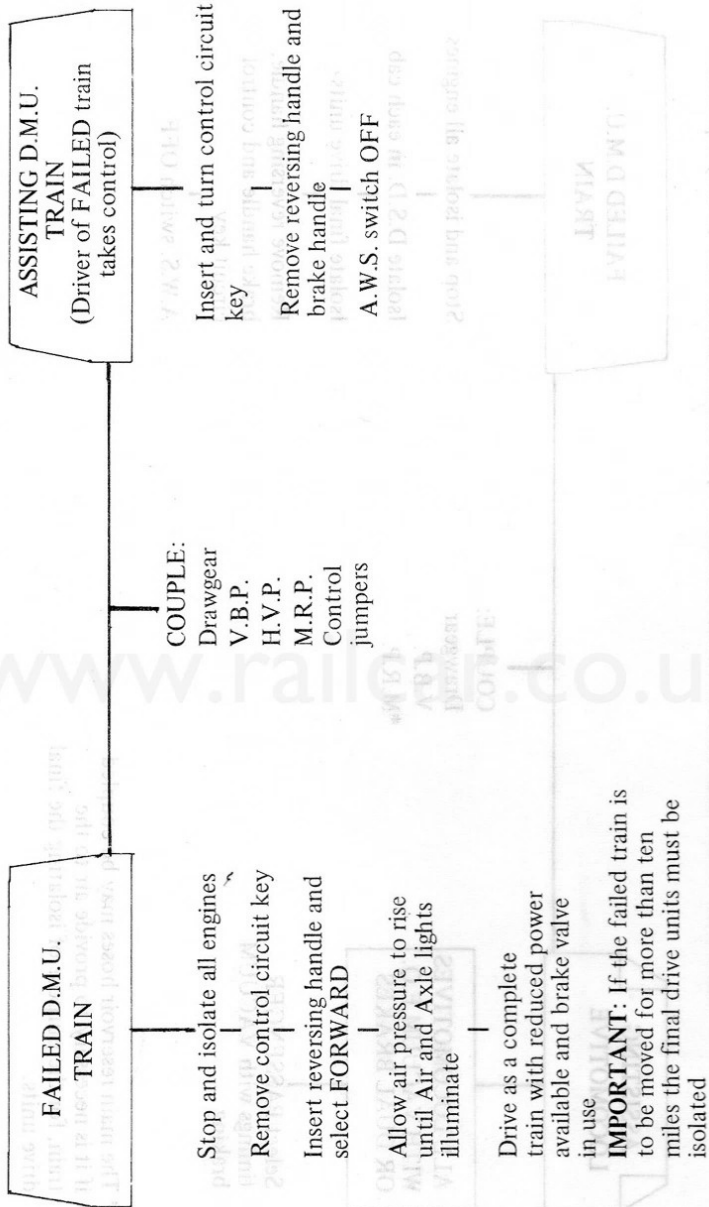 FAILED D.M.U.
TRAIN
Stop and isolate all engines
Remove control circuit key
Insert reversing handle and
select FORWARD
Allow air pressure to rise
until Air and Axle lights
illuminate
Drive as a complete
train with reduced power
available and brake valve
in use
IMPORTANT: If the failed train is
to be moved for more than ten
miles the final drive units must be
isolated
COUPLE:
Drawgear
V.B.P.
H.V.P.
M.R.P.
Control
jumpers
ASSISTING D.M.U.
TRAIN
(Driver of FAILED train
takes control)
Insert and turn control circuit
key
Remove reversing handle and
brake handle
A.W.S. switch OFF
www.railcar.co.u